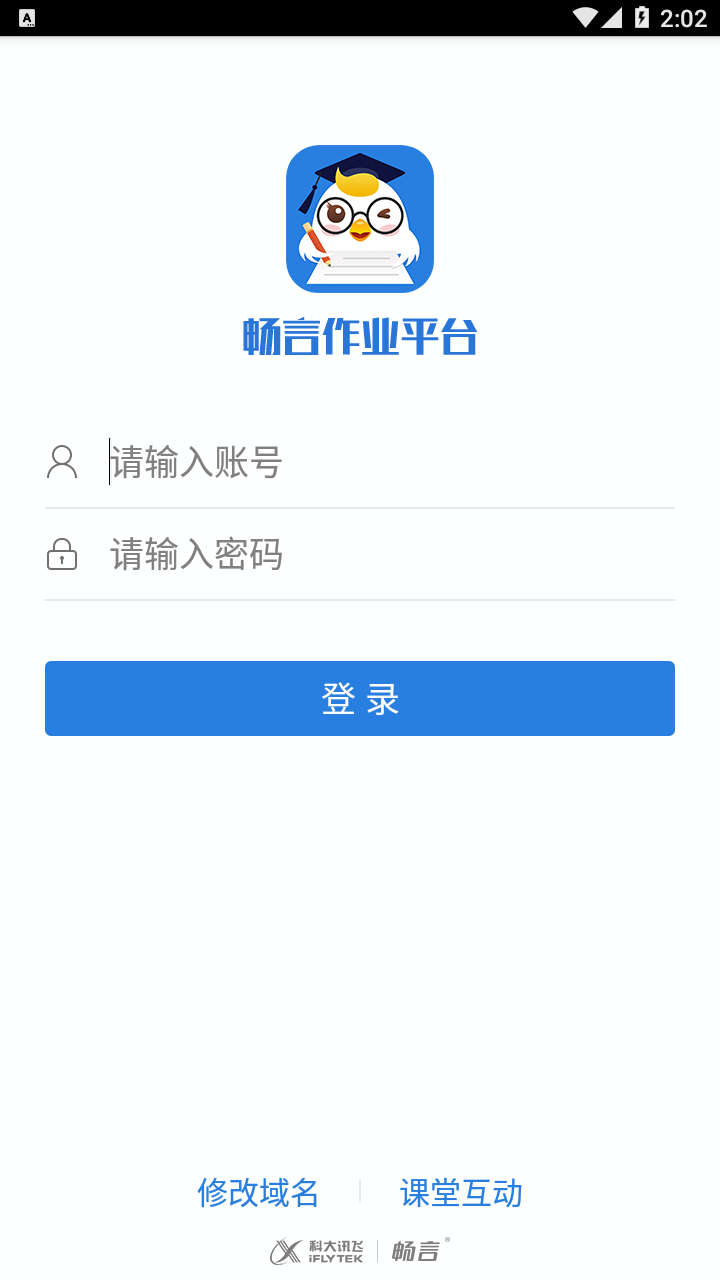 A
2:02
畅言作业平台
请输入账号
请输入密码
登 录
修改域名 | 课堂互动
科大讯飞 iFLYTEK | 畅言®